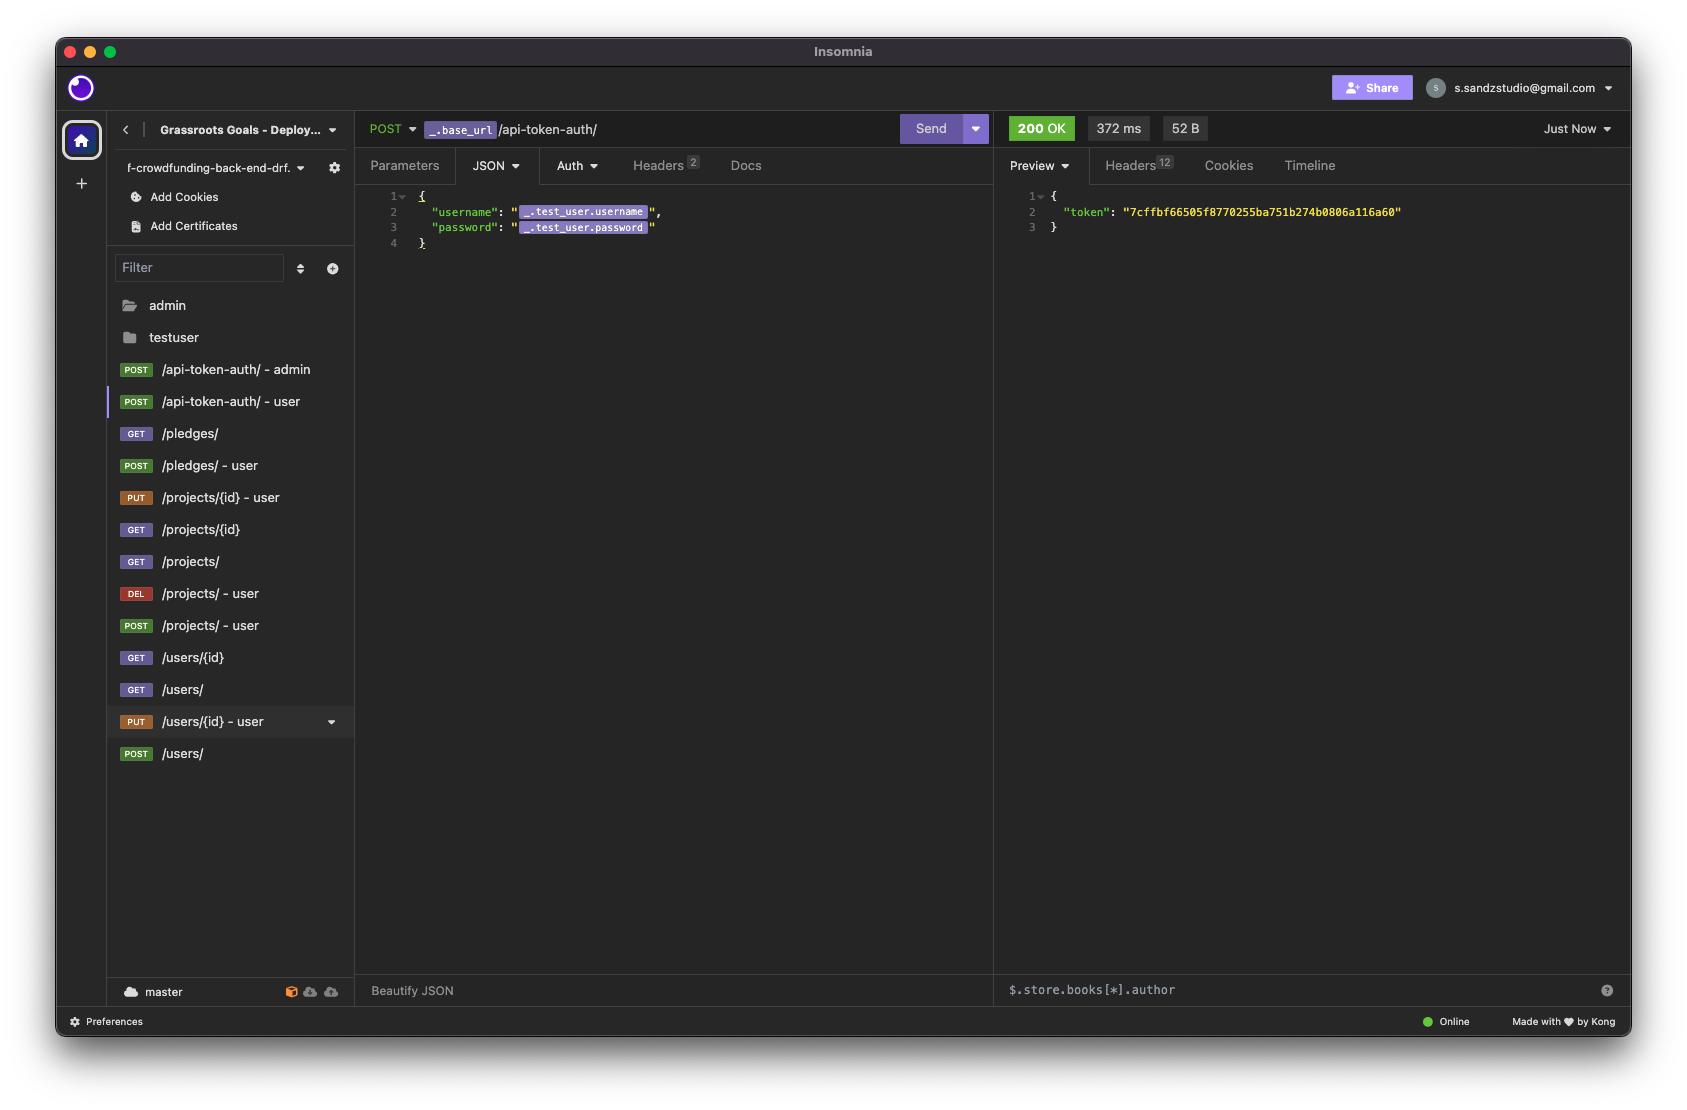 Insomnia
Share
S
s.sandzstudio@gmail.com
Grassroots Goals - Deploy...
f-crowdfunding-back-end-drf.
Add Cookies
Add Certificates
Filter
admin
testuser
POST /api-token-auth/ - admin
POST /api-token-auth/ - user
GET /pledges/
POST /pledges/ - user
PUT /projects/{id} - user
GET /projects/{id}
GET /projects/
DEL /projects/ - user
POST /projects/ - user
GET /users/{id}
GET /users/
PUT /users/{id} - user
POST /users/
master
POST _.base_url/api-token-auth/
Send
Parameters JSON Auth Headers 2 Docs
1 {
2 "username": "_.test_user.username",
3 "password": "_.test_user.password"
4 }
Beautify JSON
200 OK 372 ms 52 B Just Now
Preview Headers 12 Cookies Timeline
1 {
2 "token": "7cffbf66505f8770255ba751b274b0806a116a60"
3 }
$.store.books[*].author
Preferences
Online
Made with ♥ by Kong